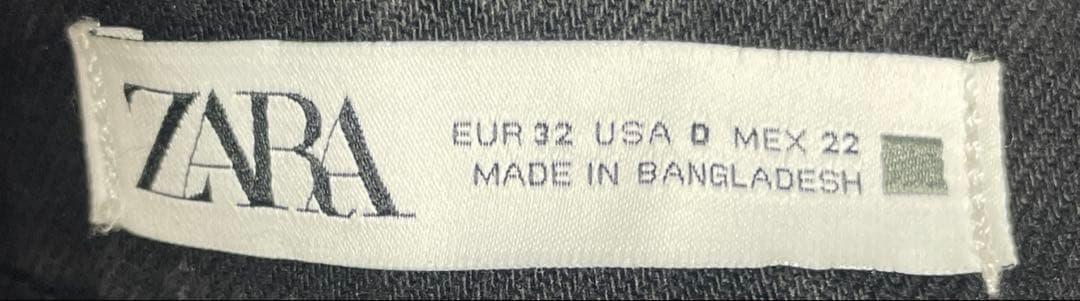 ZARA
EUR 32 USA 0 MEX 22
MADE IN BANGLADESH